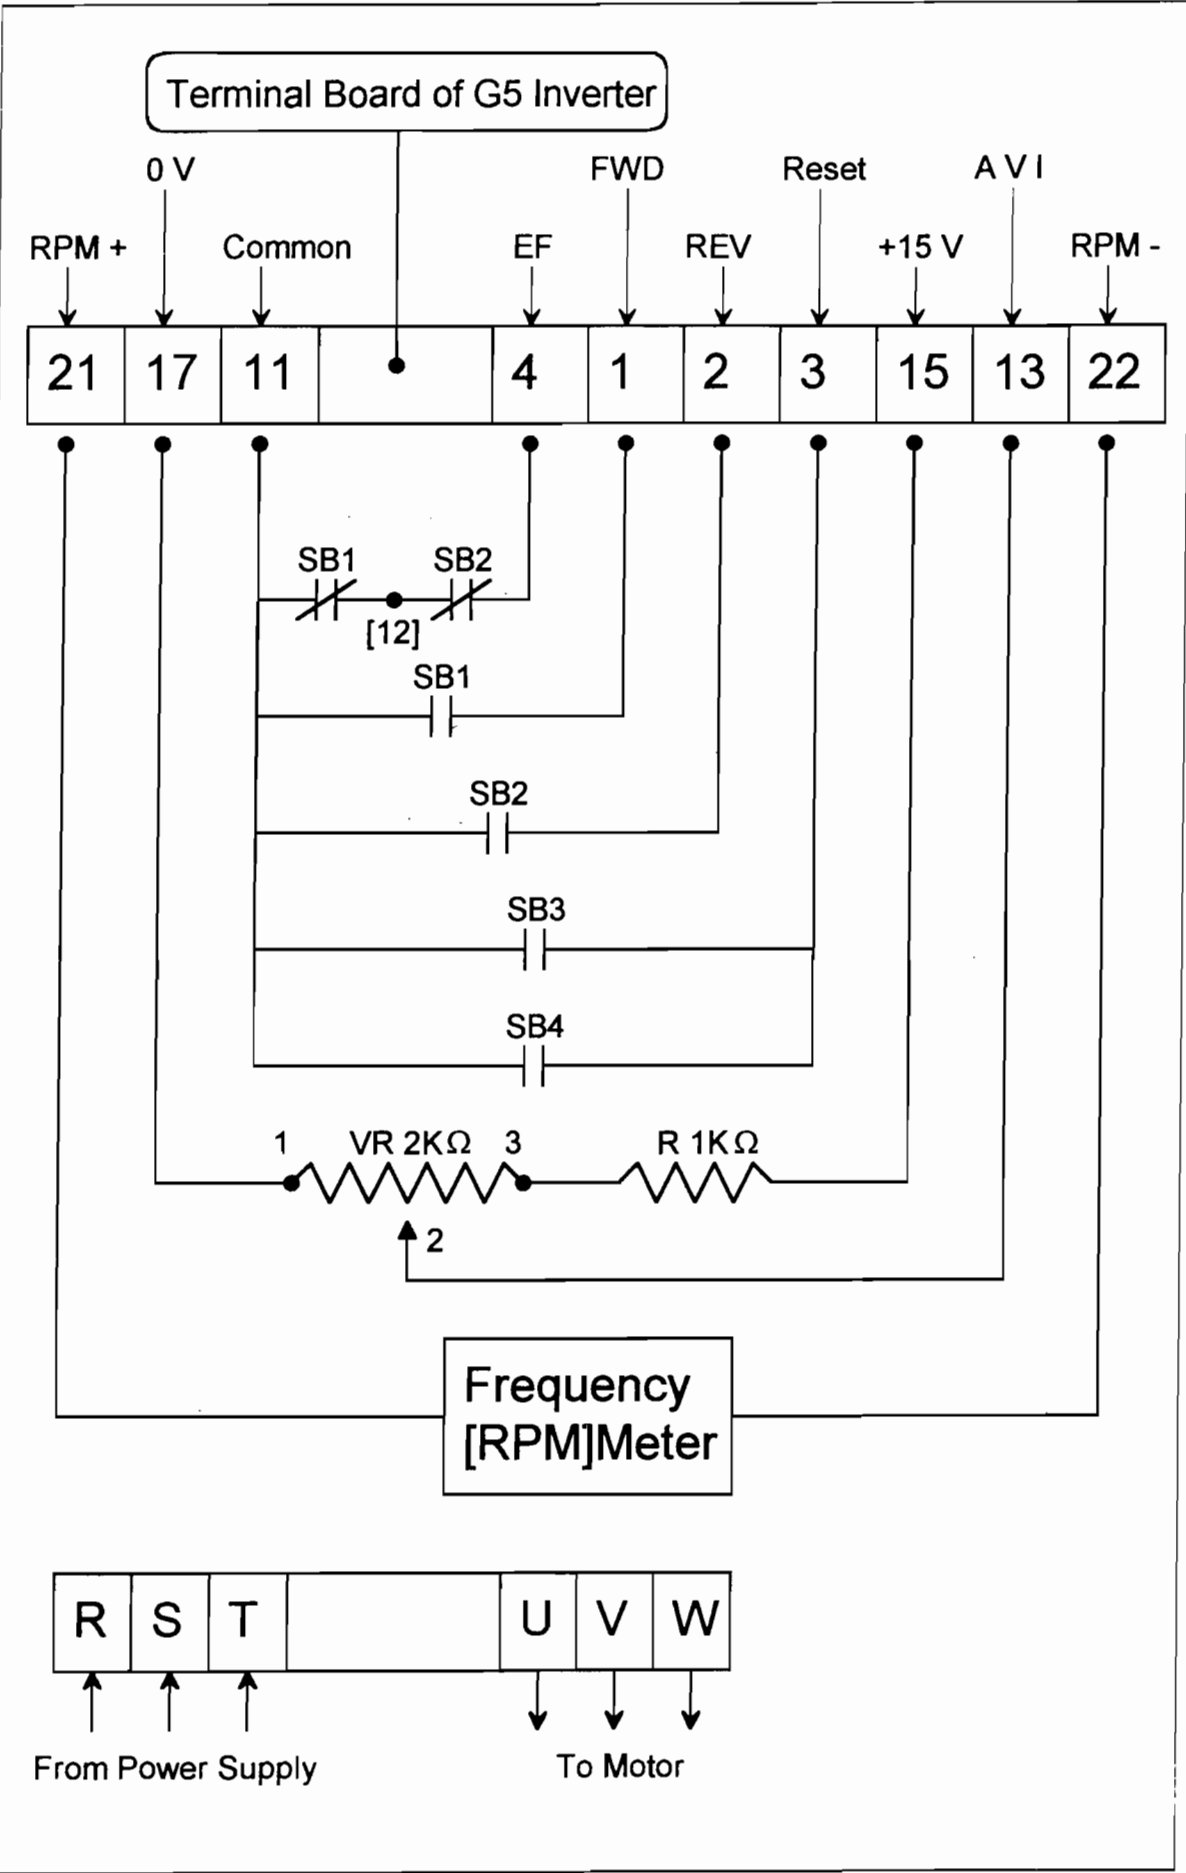 Terminal Board of G5 Inverter
0 V
FWD
Reset
A V I
RPM +
Common
EF
REV
+15 V
RPM -
21
17
11
4
1
2
3
15
13
22
SB1
SB2
[12]
SB1
SB2
SB3
SB4
1
VR 2KΩ
3
R 1KΩ
2
Frequency
[RPM]Meter
R
S
T
U
V
W
From Power Supply
To Motor